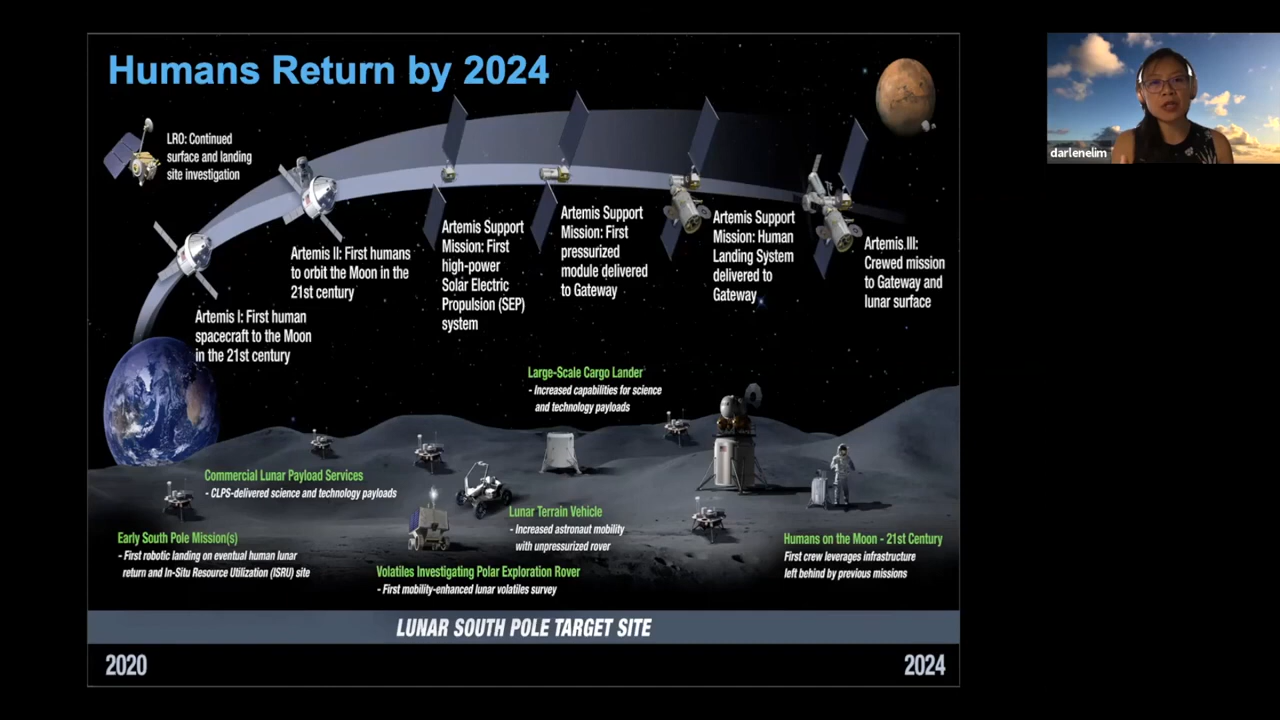 Humans Return by 2024
LRO: Continued
surface and landing
site investigation
Artemis I: First human
spacecraft to the Moon
in the 21st century
Artemis II: First humans
to orbit the Moon in the
21st century
Artemis Support
Mission: First
high-power
Solar Electric
Propulsion (SEP)
system
Artemis Support
Mission: First
pressurized
module delivered
to Gateway
Artemis Support
Mission: Human
Landing System
delivered to
Gateway
Artemis III:
Crewed mission
to Gateway and
lunar surface
Large-Scale Cargo Lander
- Increased capabilities for science
and technology payloads
Commercial Lunar Payload Services
- CLPS-delivered science and technology payloads
Early South Pole Mission(s)
- First robotic landing on eventual human lunar
return and In-Situ Resource Utilization (ISRU) site
Lunar Terrain Vehicle
- Increased astronaut mobility
with unpressurized rover
Volatiles Investigating Polar Exploration Rover
- First mobility-enhanced lunar volatiles survey
Humans on the Moon - 21st Century
First crew leverages infrastructure
left behind by previous missions
LUNAR SOUTH POLE TARGET SITE
2020
2024
darlenelim